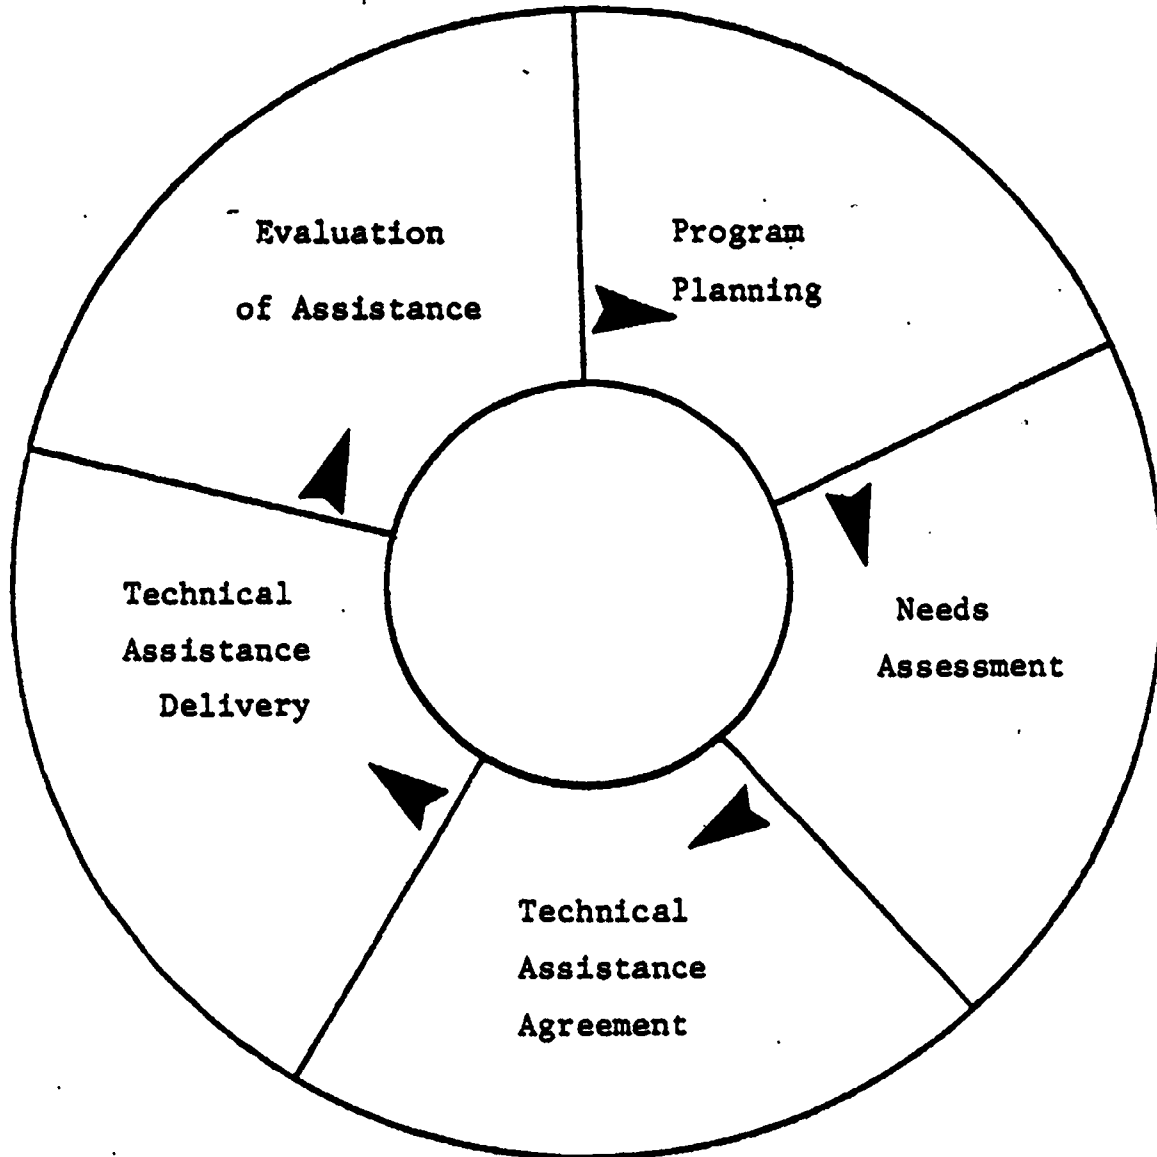 Evaluation
of Assistance
Program
Planning
Needs
Assessment
Technical
Assistance
Agreement
Technical
Assistance
Delivery